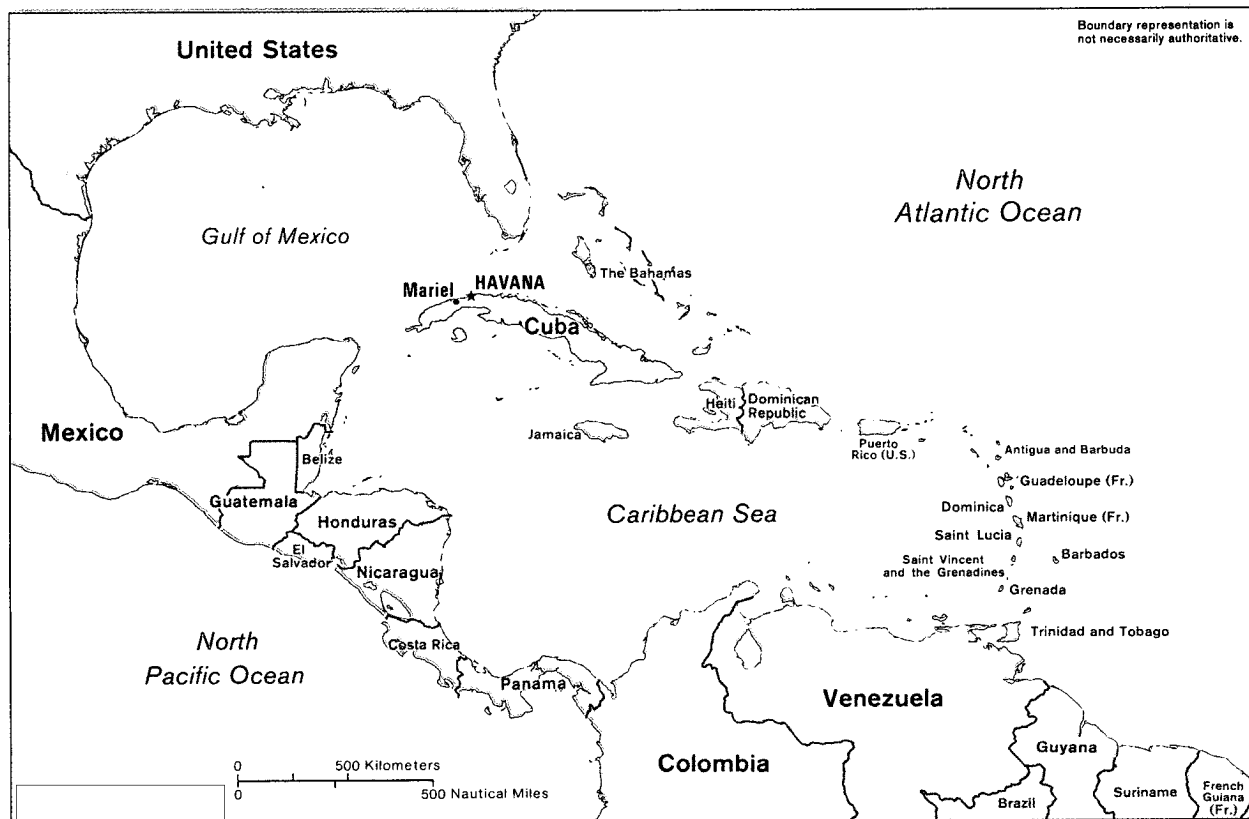 Boundary representation is
not necessarily authoritative.
United States
North
Atlantic Ocean
Gulf of Mexico
The Bahamas
Mariel
HAVANA
Cuba
Mexico
Jamaica
Heiti
Dominican
Republic
Puerto
Rico (U.S.)
Antigua and Barbuda
Belize
Guadeloupe (Fr.)
Guatemala
Dominica
Honduras
Caribbean Sea
Martinique (Fr.)
Saint Lucia
El
Salvador
Barbados
Saint Vincent
and the Grenadines
Nicaragua
Grenada
Trinidad and Tobago
North
Pacific Ocean
Costa Rica
Panama
Venezuela
Colombia
Guyana
Suriname
French
Guiana
(Fr.)
Brazil
0
500 Kilometers
0
500 Nautical Miles